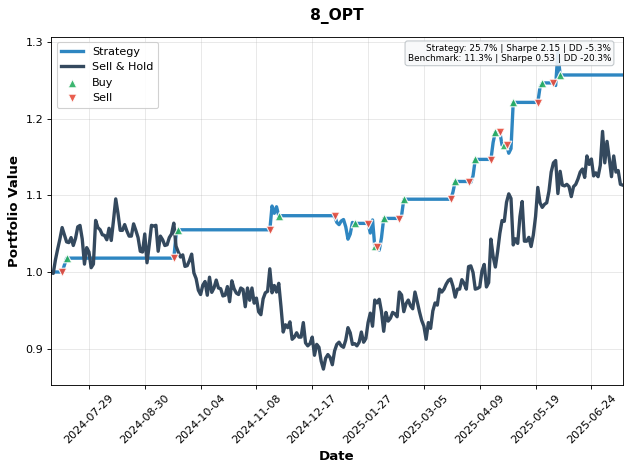 8_OPT
Strategy
Sell & Hold
Buy
Sell
Strategy: 25.7% | Sharpe 2.15 | DD -5.3%
Benchmark: 11.3% | Sharpe 0.53 | DD -20.3%
Portfolio Value
1.3
1.2
1.1
1.0
0.9
2024-07-29
2024-08-30
2024-10-04
2024-11-08
2024-12-17
2025-01-27
2025-03-05
2025-04-09
2025-05-19
2025-06-24
Date